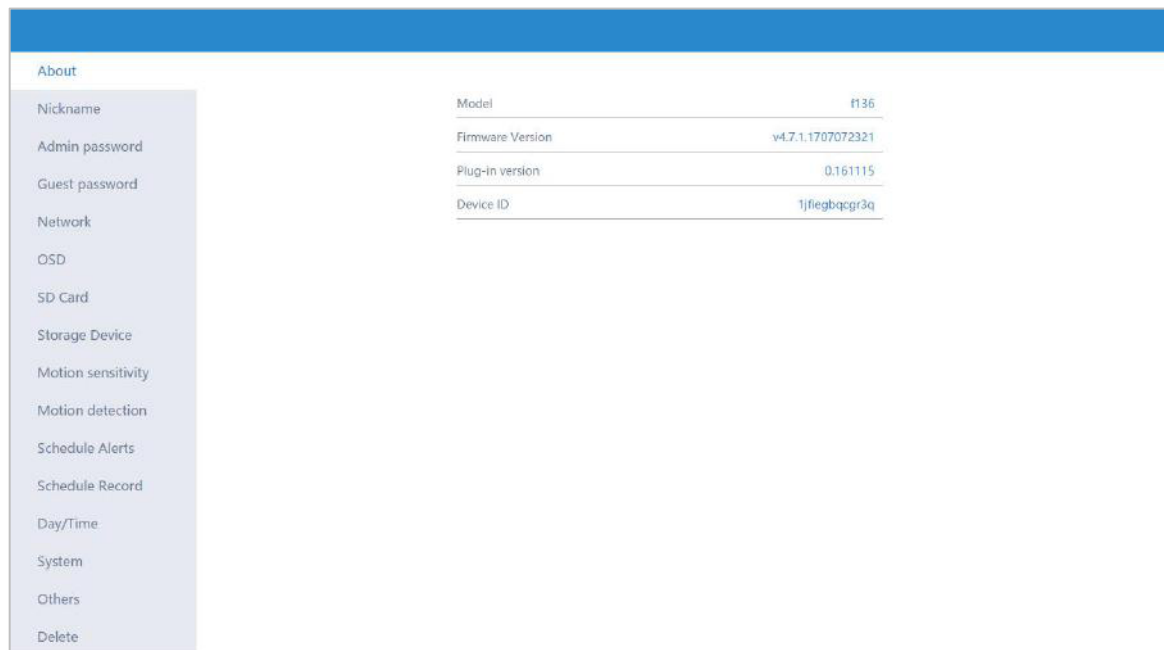 About
Nickname
Admin password
Guest password
Network
OSD
SD Card
Storage Device
Motion sensitivity
Motion detection
Schedule Alerts
Schedule Record
Day/Time
System
Others
Delete
Model f136
Firmware Version v4.7.1.1707072321
Plug-in version 0.161115
Device ID 1jfiegbqcgr3q